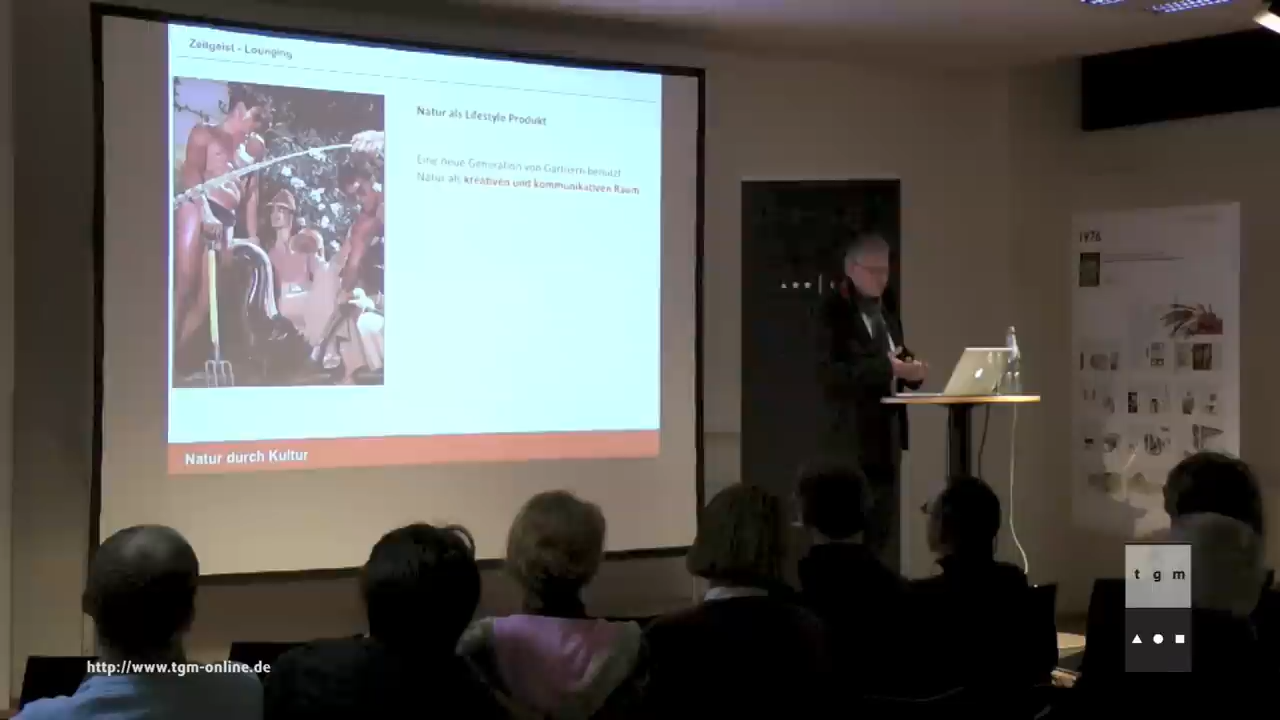 Zeitgeist - Lounging
Natur als Lifestyle Produkt
Eine neue Generation von Gärtnern benutzt
Natur als kreativen und kommunikativen Raum
Natur durch Kultur
1976
http://www.tgm-online.de
t g m